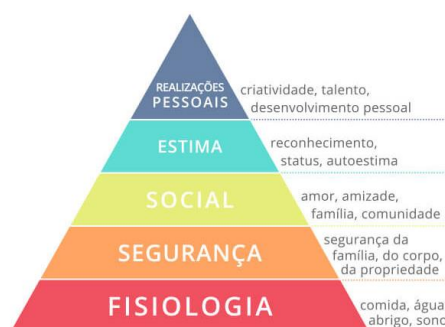 REALIZAÇÕES
PESSOAIS
criatividade, talento,
desenvolvimento pessoal
ESTIMA
reconhecimento,
status, autoestima
SOCIAL
amor, amizade,
família, comunidade
SEGURANÇA
segurança da
família, do corpo,
da propriedade
FISIOLOGIA
comida, água
abrigo, sono